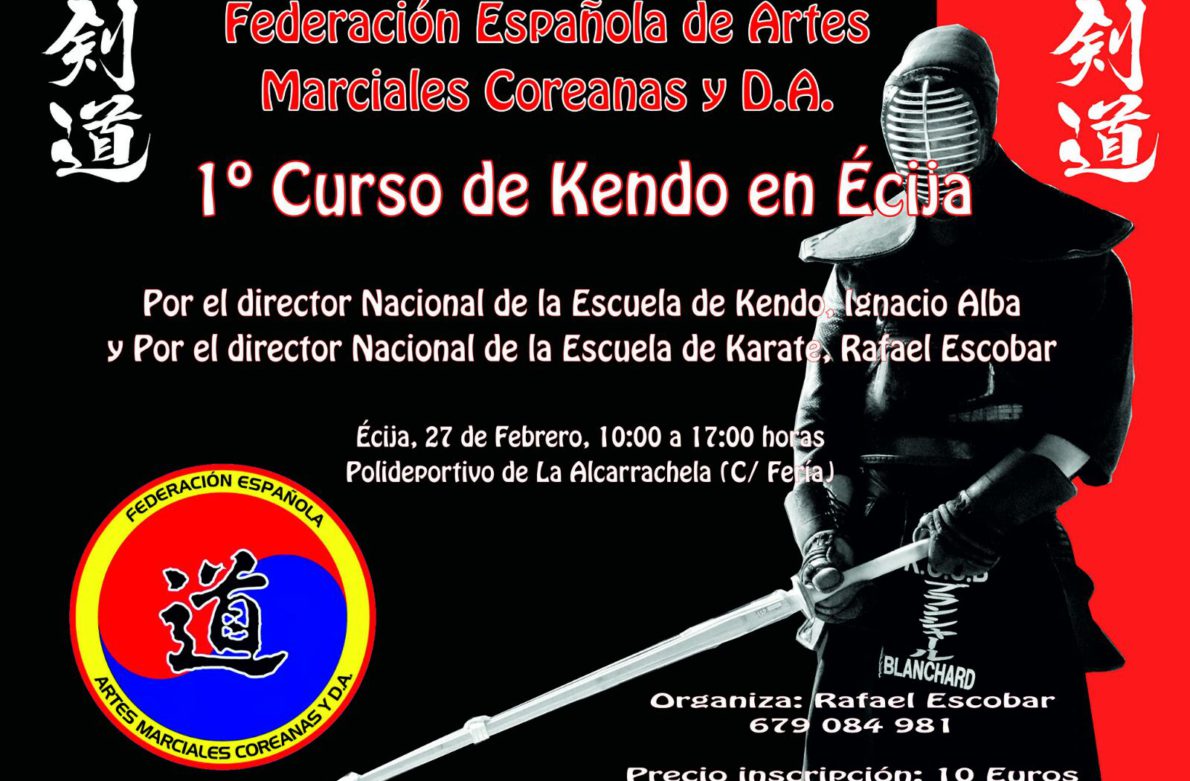 剣道
剣道
Federación Española de Artes
Marciales Coreanas y D.A.
1º Curso de Kendo en Écija
Por el director Nacional de la Escuela de Kendo, Ignacio Alba
y Por el director Nacional de la Escuela de Karate, Rafael Escobar
Écija, 27 de Febrero, 10:00 a 17:00 horas
Polideportivo de La Alcarrachela (C/ Fería)
FEDERACIÓN ESPAÑOLA
道
ARTES MARCIALES COREANAS Y D.A.
BLANCHARD
Organiza: Rafael Escobar
679 084 981
Precio inscripción: 10 Euros